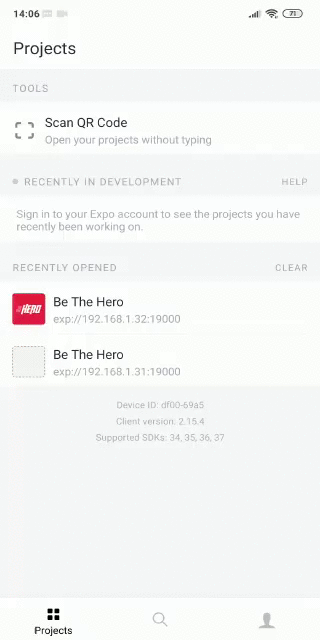 14:06
71
Projects
TOOLS
Scan QR Code
Open your projects without typing
RECENTLY IN DEVELOPMENT
HELP
Sign in to your Expo account to see the projects you have
recently been working on.
RECENTLY OPENED
CLEAR
HERO
Be The Hero
exp://192.168.1.32:19000
Be The Hero
exp://192.168.1.31:19000
Device ID: df00-69a5
Client version: 2.15.4
Supported SDKs: 34, 35, 36, 37
Projects